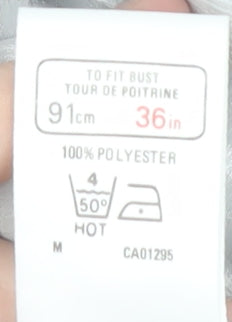 TO FIT BUST
TOUR DE POITRINE
91cm 36in
100% POLYESTER
4
50°
HOT
M CA01295